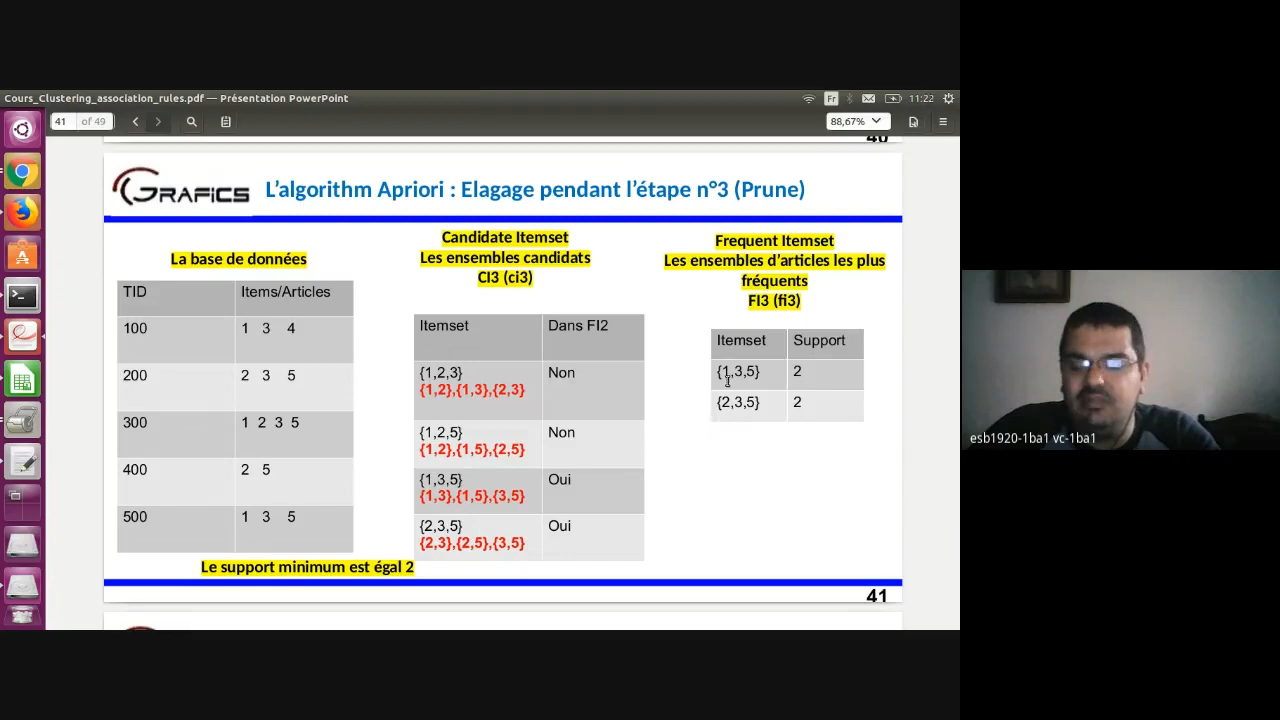 Cours_Clustering_association_rules.pdf — Présentation PowerPoint
Fr
11:22
41 of 49
88,67%
40
GRAFICS
L'algorithm Apriori : Elagage pendant l'étape n°3 (Prune)
La base de données
TID Items/Articles
100 1 3 4
200 2 3 5
300 1 2 3 5
400 2 5
500 1 3 5
Le support minimum est égal 2
Candidate Itemset
Les ensembles candidats
CI3 (ci3)
Itemset Dans FI2
{1,2,3} Non
{1,2},{1,3},{2,3}
{1,2,5} Non
{1,2},{1,5},{2,5}
{1,3,5} Oui
{1,3},{1,5},{3,5}
{2,3,5} Oui
{2,3},{2,5},{3,5}
Frequent Itemset
Les ensembles d'articles les plus
fréquents
FI3 (fi3)
Itemset Support
{1,3,5} 2
{2,3,5} 2
41
esb1920-1ba1 vc-1ba1